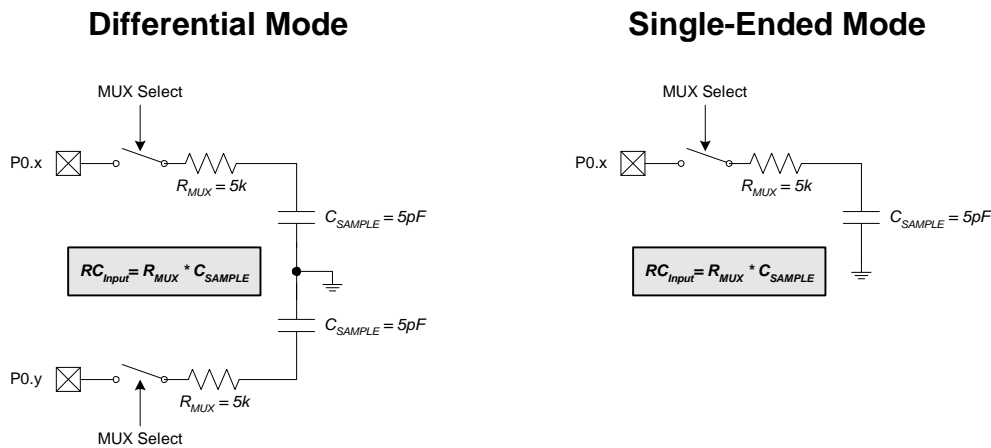 Differential Mode
MUX Select
P0.x
R_MUX = 5k
C_SAMPLE = 5pF
RC_Input= R_MUX * C_SAMPLE
C_SAMPLE = 5pF
P0.y
R_MUX = 5k
MUX Select
Single-Ended Mode
MUX Select
P0.x
R_MUX = 5k
C_SAMPLE = 5pF
RC_Input= R_MUX * C_SAMPLE